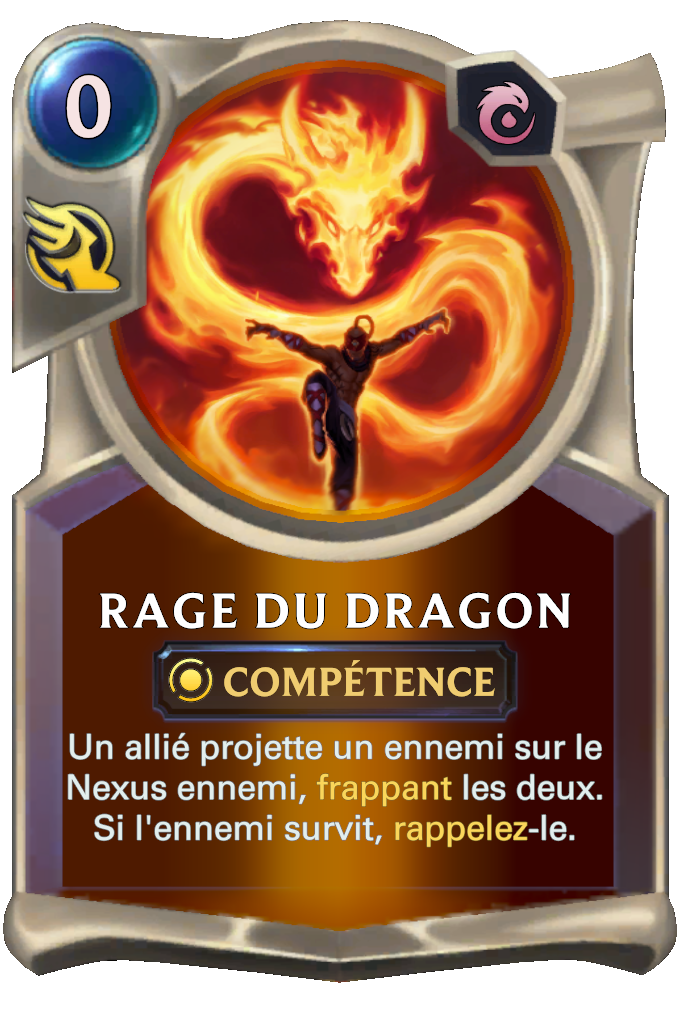 0
RAGE DU DRAGON
COMPÉTENCE
Un allié projette un ennemi sur le
Nexus ennemi, frappant les deux.
Si l'ennemi survit, rappelez-le.